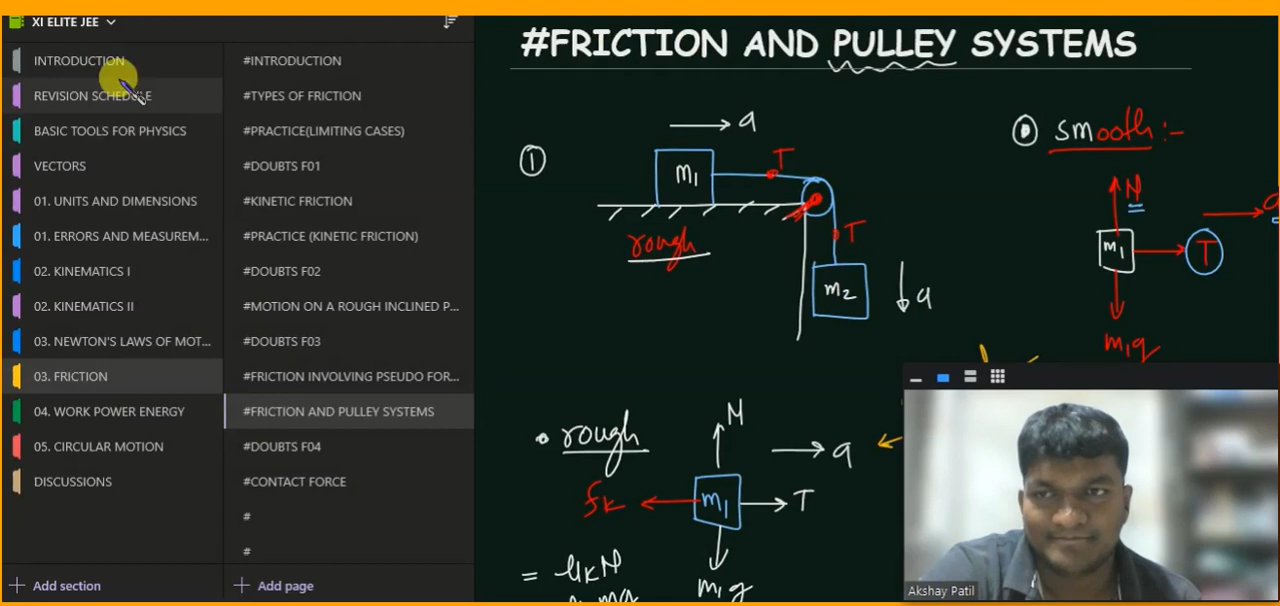 XI ELITE JEE
INTRODUCTION
REVISION SCHEDULE
BASIC TOOLS FOR PHYSICS
VECTORS
01. UNITS AND DIMENSIONS
01. ERRORS AND MEASUREM...
02. KINEMATICS I
02. KINEMATICS II
03. NEWTON'S LAWS OF MOT...
03. FRICTION
04. WORK POWER ENERGY
05. CIRCULAR MOTION
DISCUSSIONS
Add section
#INTRODUCTION
#TYPES OF FRICTION
#PRACTICE(LIMITING CASES)
#DOUBTS F01
#KINETIC FRICTION
#PRACTICE (KINETIC FRICTION)
#DOUBTS F02
#MOTION ON A ROUGH INCLINED P...
#DOUBTS F03
#FRICTION INVOLVING PSEUDO FOR...
#FRICTION AND PULLEY SYSTEMS
#DOUBTS F04
#CONTACT FORCE
#
#
Add page
#FRICTION AND PULLEY SYSTEMS
①
a
m₁
T
rough
T
m₂
a
smooth :-
N
m₁
T
a
m₁g
rough
N
a
fₖ
m₁
T
m₁g
= μₖN
Akshay Patil